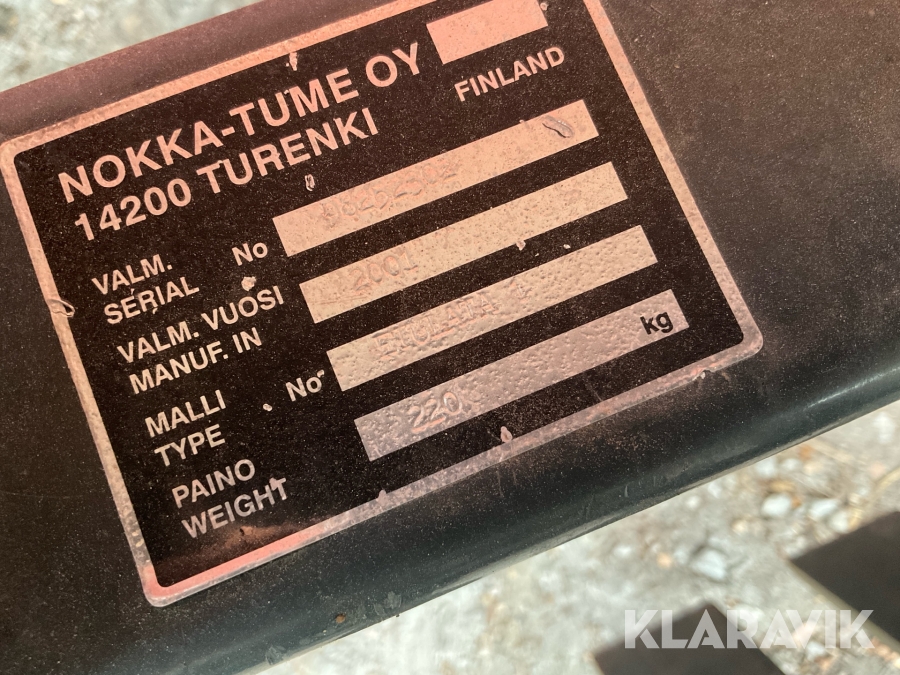 NOKKA-TUME OY
14200 TURENKI
FINLAND
VALM.
SERIAL No
VALM. VUOSI
MANUF. IN 2001
MALLI
TYPE No
PAINO
WEIGHT 220 kg
KLARAVIK